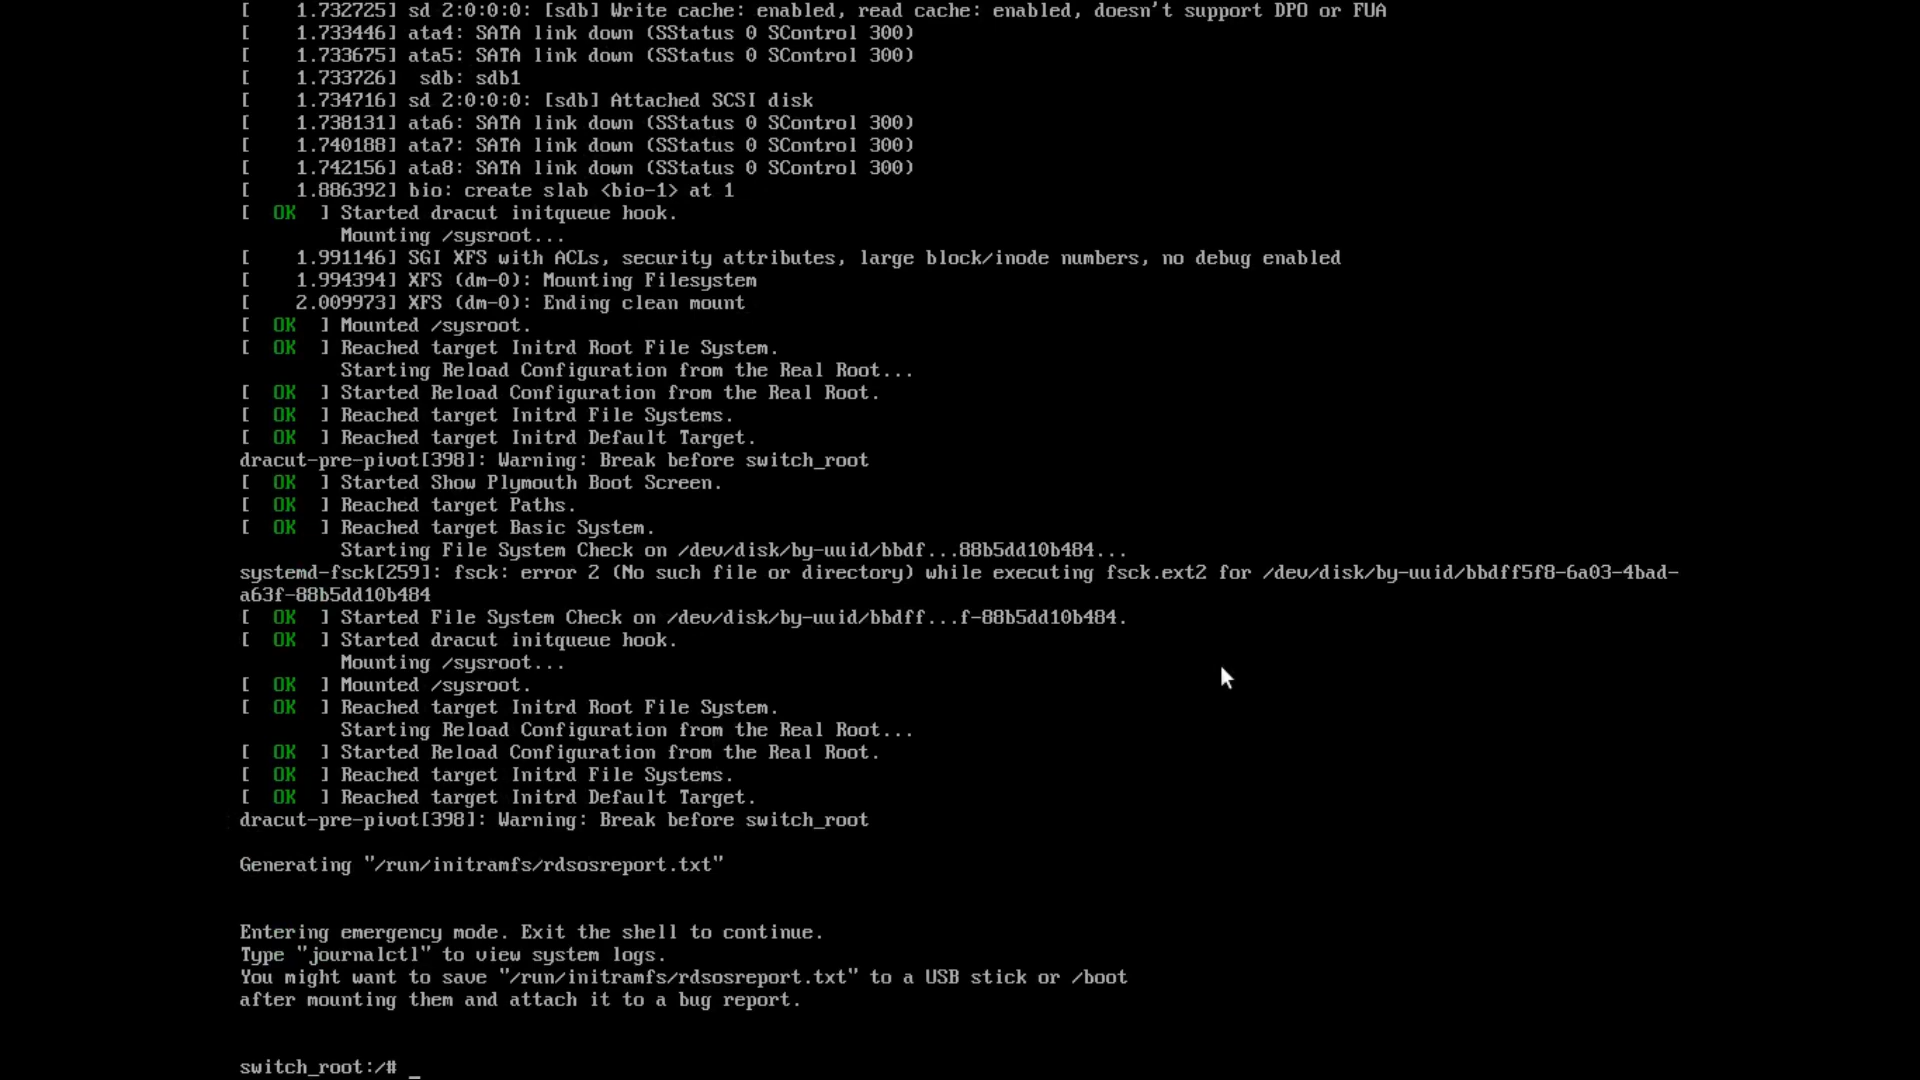 [    1.732725] sd 2:0:0:0: [sdb] Write cache: enabled, read cache: enabled, doesn't support DPO or FUA
[    1.733446] ata4: SATA link down (SStatus 0 SControl 300)
[    1.733675] ata5: SATA link down (SStatus 0 SControl 300)
[    1.733726]  sdb: sdb1
[    1.734716] sd 2:0:0:0: [sdb] Attached SCSI disk
[    1.738131] ata6: SATA link down (SStatus 0 SControl 300)
[    1.740188] ata7: SATA link down (SStatus 0 SControl 300)
[    1.742156] ata8: SATA link down (SStatus 0 SControl 300)
[    1.886392] bio: create slab <bio-1> at 1
[  OK  ] Started dracut initqueue hook.
         Mounting /sysroot...
[    1.991146] SGI XFS with ACLs, security attributes, large block/inode numbers, no debug enabled
[    1.994394] XFS (dm-0): Mounting Filesystem
[    2.009973] XFS (dm-0): Ending clean mount
[  OK  ] Mounted /sysroot.
[  OK  ] Reached target Initrd Root File System.
         Starting Reload Configuration from the Real Root...
[  OK  ] Started Reload Configuration from the Real Root.
[  OK  ] Reached target Initrd File Systems.
[  OK  ] Reached target Initrd Default Target.
dracut-pre-pivot[398]: Warning: Break before switch_root
[  OK  ] Started Show Plymouth Boot Screen.
[  OK  ] Reached target Paths.
[  OK  ] Reached target Basic System.
         Starting File System Check on /dev/disk/by-uuid/bbdf...88b5dd10b484...
systemd-fsck[259]: fsck: error 2 (No such file or directory) while executing fsck.ext2 for /dev/disk/by-uuid/bbdff5f8-6a03-4bad-
a63f-88b5dd10b484
[  OK  ] Started File System Check on /dev/disk/by-uuid/bbdff...f-88b5dd10b484.
[  OK  ] Started dracut initqueue hook.
         Mounting /sysroot...
[  OK  ] Mounted /sysroot.
[  OK  ] Reached target Initrd Root File System.
         Starting Reload Configuration from the Real Root...
[  OK  ] Started Reload Configuration from the Real Root.
[  OK  ] Reached target Initrd File Systems.
[  OK  ] Reached target Initrd Default Target.
dracut-pre-pivot[398]: Warning: Break before switch_root
Generating "/run/initramfs/rdsosreport.txt"
Entering emergency mode. Exit the shell to continue.
Type "journalctl" to view system logs.
You might want to save "/run/initramfs/rdsosreport.txt" to a USB stick or /boot
after mounting them and attach it to a bug report.
switch_root:/# _